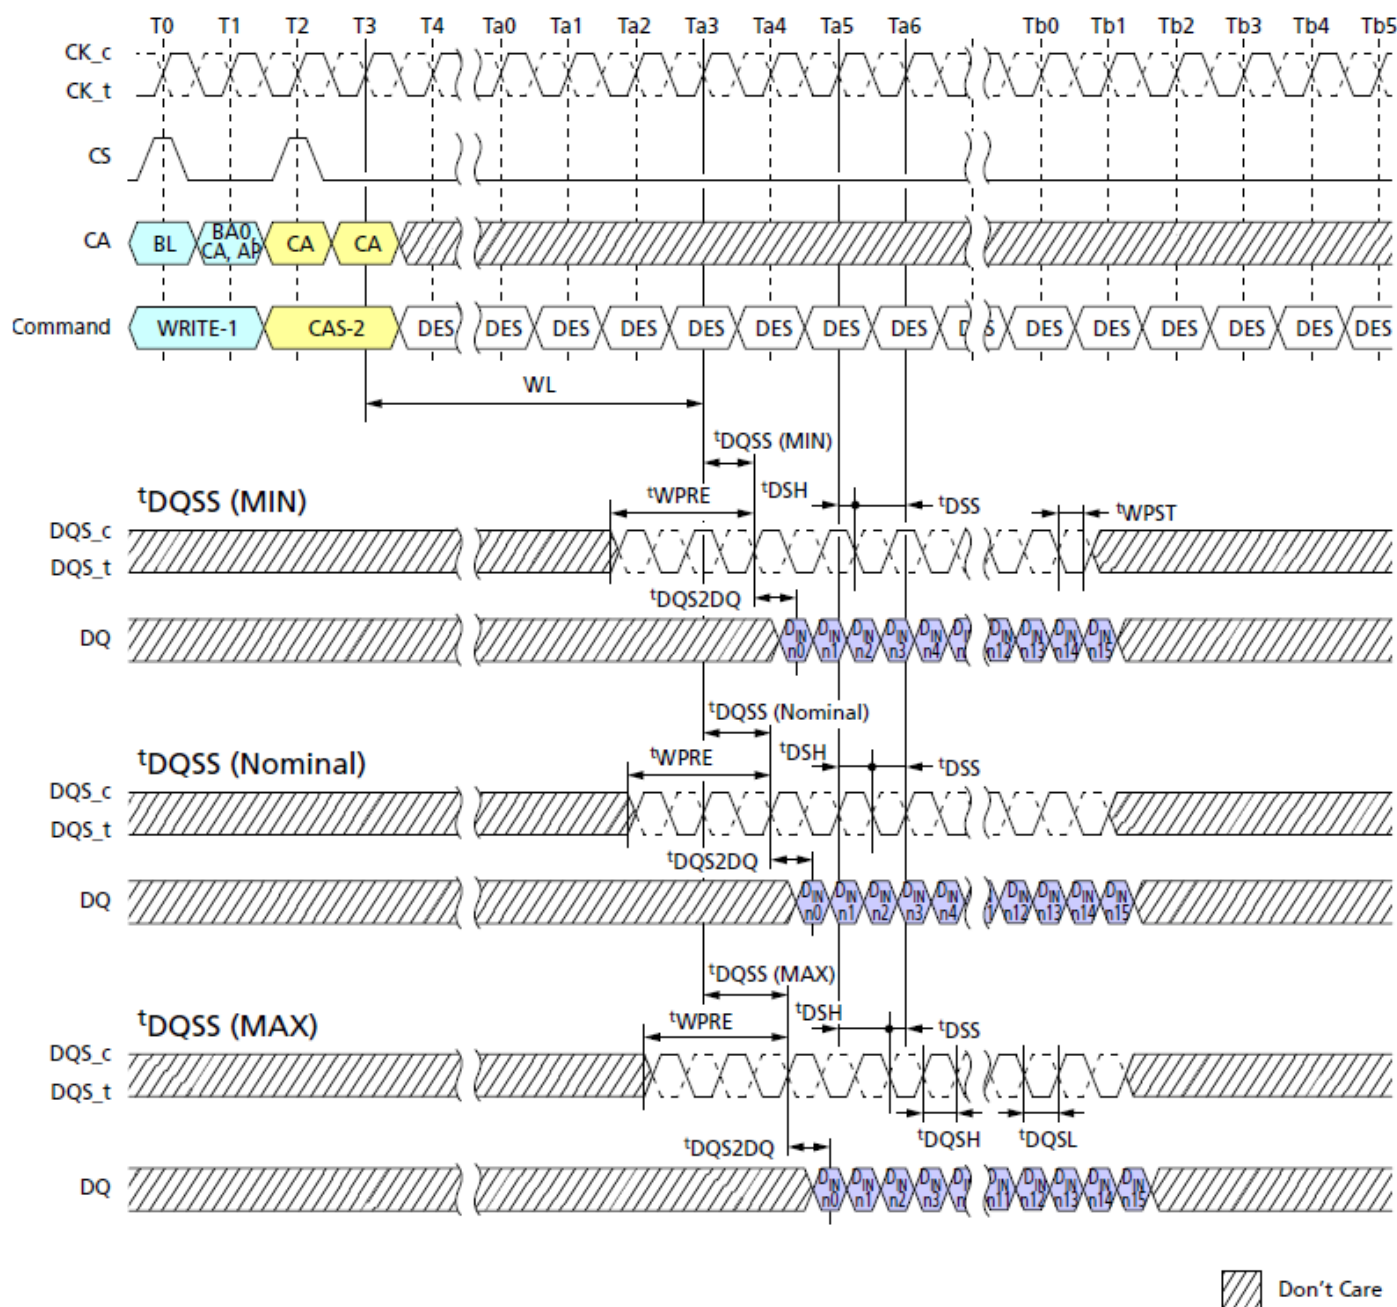 T0 T1 T2 T3 T4 Ta0 Ta1 Ta2 Ta3 Ta4 Ta5 Ta6 Tb0 Tb1 Tb2 Tb3 Tb4 Tb5
CK_c
CK_t
CS
CA BL BA0, CA, AP CA CA
Command WRITE-1 CAS-2 DES DES DES DES DES DES DES DES DES DES DES DES DES DES
WL
tDQSS (MIN)
tDQSS (MIN) tWPRE tDSH tDSS tWPST
DQS_c
DQS_t
tDQS2DQ
DQ DIN n0 DIN n1 DIN n2 DIN n3 DIN n4 DIN n12 DIN n13 DIN n14 DIN n15
tDQSS (Nominal)
tDQSS (Nominal) tWPRE tDSH tDSS
DQS_c
DQS_t
tDQS2DQ
DQ DIN n0 DIN n1 DIN n2 DIN n3 DIN n4 DIN n12 DIN n13 DIN n14 DIN n15
tDQSS (MAX)
tDQSS (MAX) tWPRE tDSH tDSS
DQS_c
DQS_t
tDQSH tDQSL
tDQS2DQ
DQ DIN n0 DIN n1 DIN n2 DIN n3 DIN n11 DIN n12 DIN n13 DIN n14 DIN n15
Don't Care